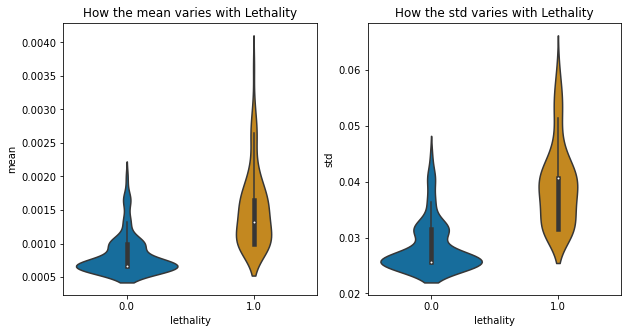 How the mean varies with Lethality
0.0040
0.0035
0.0030
0.0025
0.0020
0.0015
0.0010
0.0005
mean
0.0
1.0
lethality
How the std varies with Lethality
0.06
0.05
0.04
0.03
0.02
std
0.0
1.0
lethality